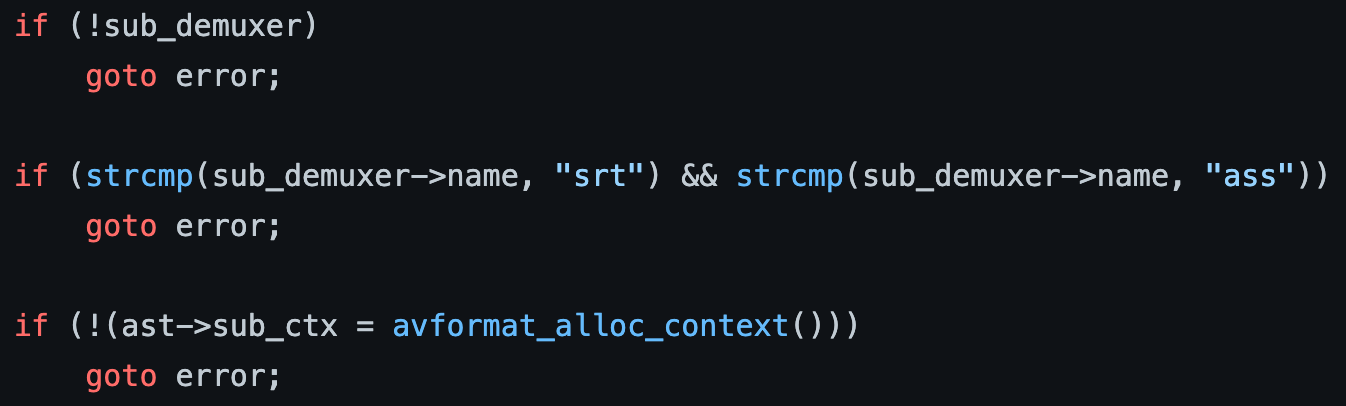 if (!sub_demuxer)
    goto error;

if (strcmp(sub_demuxer->name, "srt") && strcmp(sub_demuxer->name, "ass"))
    goto error;

if (!(ast->sub_ctx = avformat_alloc_context()))
    goto error;